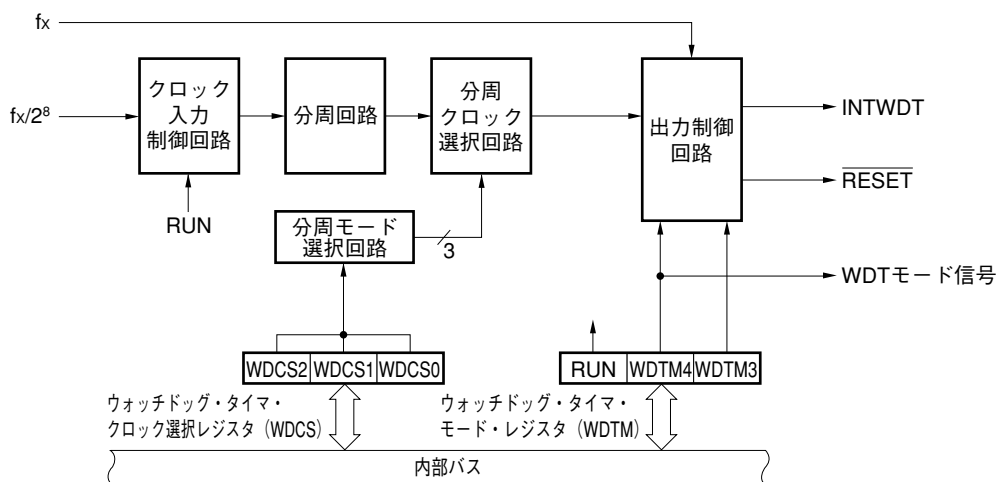 fx
fx/2⁸
クロック
入力
制御回路
分周回路
分周
クロック
選択回路
出力制御
回路
INTWDT
RESET
RUN
分周モード
選択回路
3
WDTモード信号
WDCS2 WDCS1 WDCS0
RUN WDTM4 WDTM3
ウォッチドッグ・タイマ・
クロック選択レジスタ（WDCS）
ウォッチドッグ・タイマ・
モード・レジスタ（WDTM）
内部バス